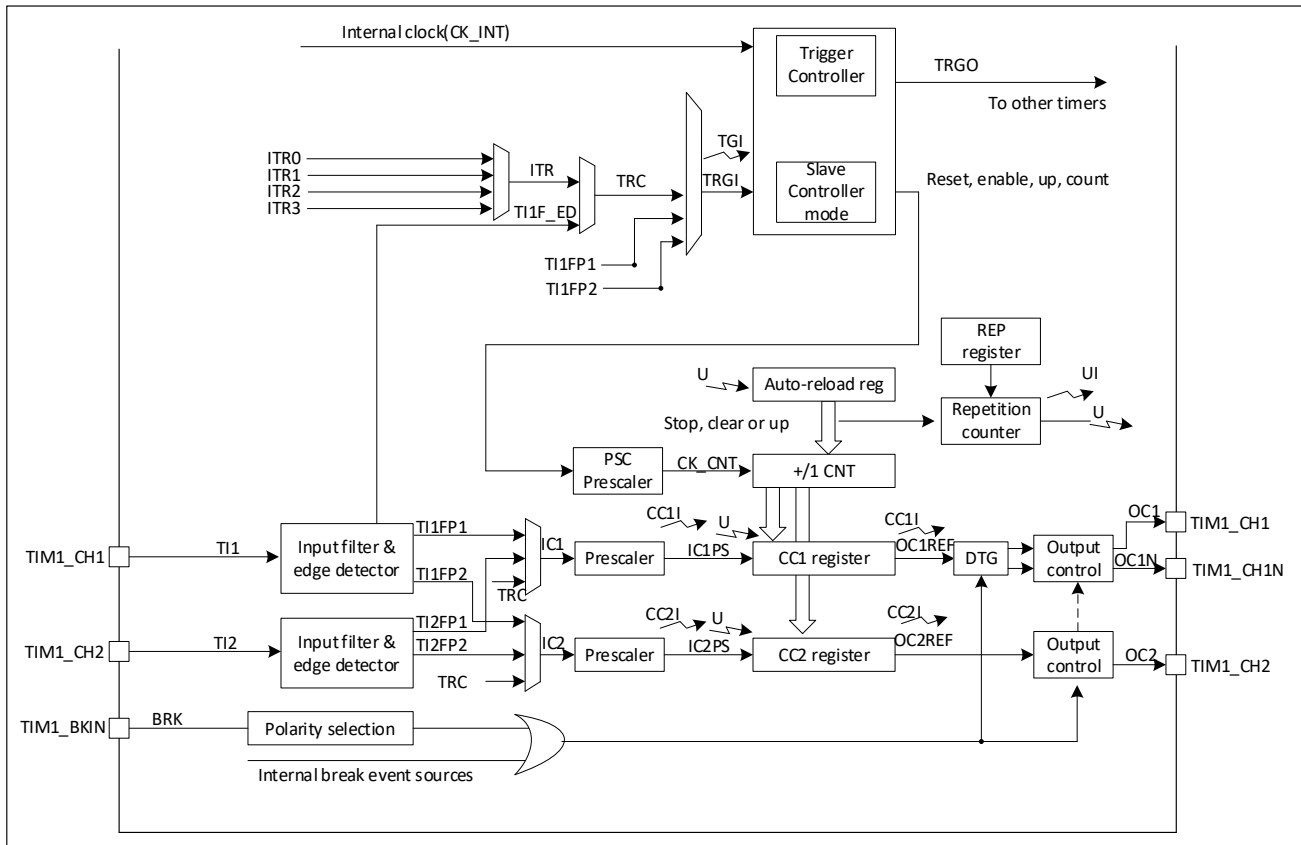 Internal clock(CK_INT)
Trigger
Controller
TRGO
To other timers
TGI
ITR0
ITR1
ITR2
ITR3
ITR
TRC
TRGI
TI1F_ED
Slave
Controller
mode
Reset, enable, up, count
TI1FP1
TI1FP2
REP
register
U
Auto-reload reg
UI
Repetition
counter
U
Stop, clear or up
PSC
Prescaler
CK_CNT
+/1 CNT
TIM1_CH1
TI1
Input filter &
edge detector
TI1FP1
TI1FP2
TRC
IC1
Prescaler
CC1I
U
IC1PS
CC1 register
CC1I
OC1REF
DTG
Output
control
OC1
OC1N
TIM1_CH1
TIM1_CH1N
TIM1_CH2
TI2
Input filter &
edge detector
TI2FP1
TI2FP2
TRC
IC2
Prescaler
CC2I
U
IC2PS
CC2 register
CC2I
OC2REF
Output
control
OC2
TIM1_CH2
TIM1_BKIN
BRK
Polarity selection
Internal break event sources